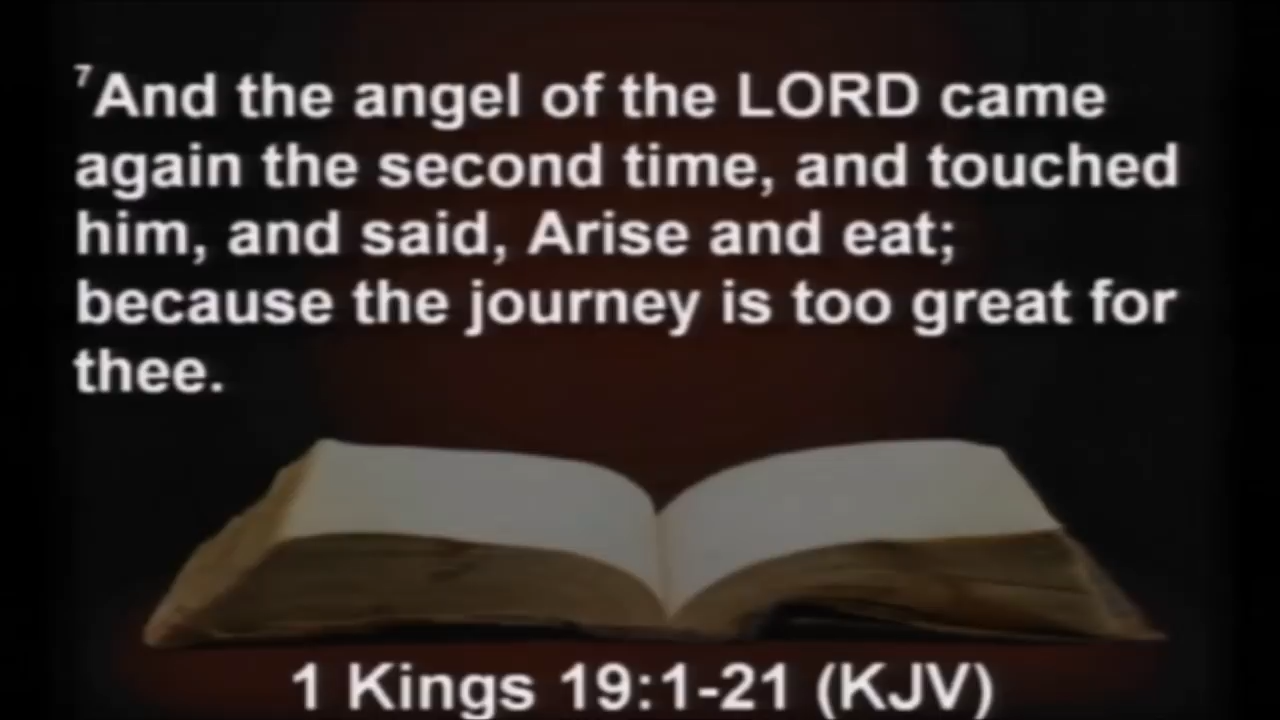 7And the angel of the LORD came
again the second time, and touched
him, and said, Arise and eat;
because the journey is too great for
thee.
1 Kings 19:1-21 (KJV)